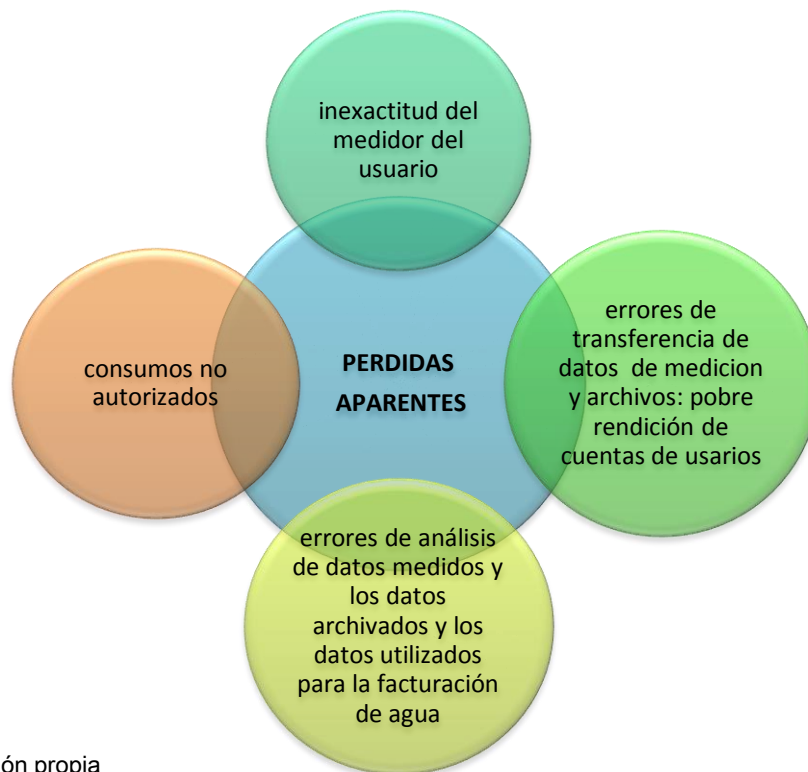 inexactitud del
medidor del
usuario
consumos no
autorizados
PERDIDAS
APARENTES
errores de
transferencia de
datos de medicion
y archivos: pobre
rendición de
cuentas de usarios
errores de análisis
de datos medidos y
los datos
archivados y los
datos utilizados
para la facturación
de agua
ón propia